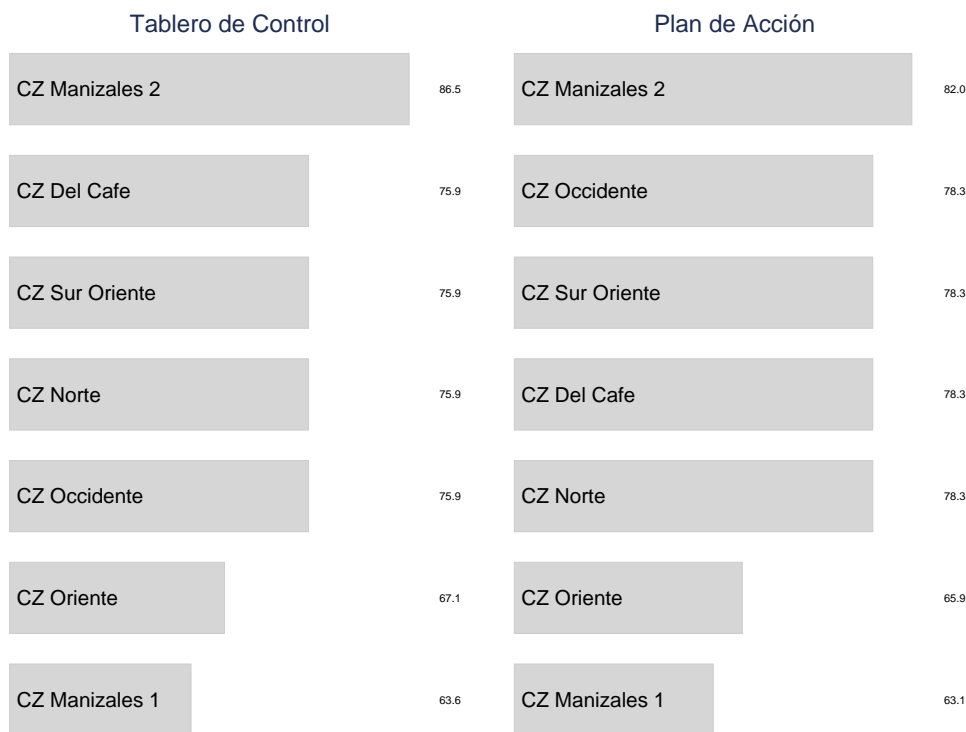 Tablero de Control
CZ Manizales 2 86.5
CZ Del Cafe 75.9
CZ Sur Oriente 75.9
CZ Norte 75.9
CZ Occidente 75.9
CZ Oriente 67.1
CZ Manizales 1 63.6
Plan de Acción
CZ Manizales 2 82.0
CZ Occidente 78.3
CZ Sur Oriente 78.3
CZ Del Cafe 78.3
CZ Norte 78.3
CZ Oriente 65.9
CZ Manizales 1 63.1